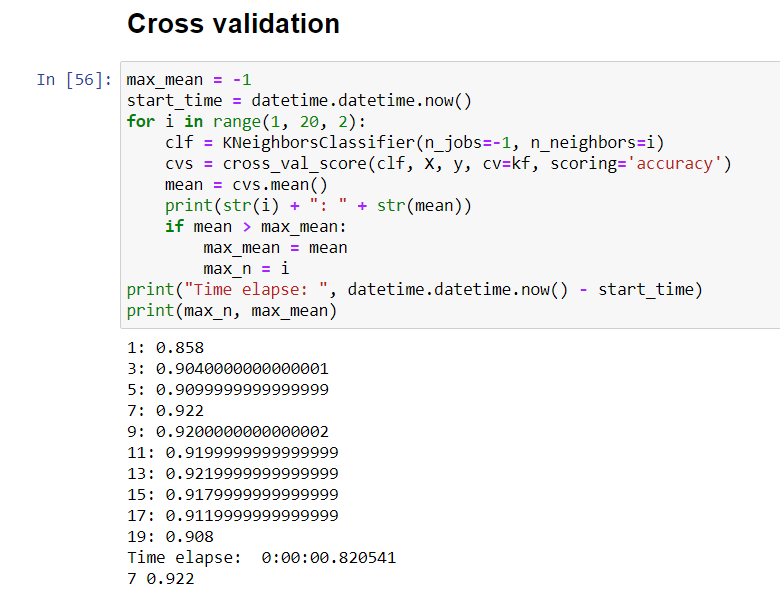 Cross validation
In [56]:
max_mean = -1
start_time = datetime.datetime.now()
for i in range(1, 20, 2):
    clf = KNeighborsClassifier(n_jobs=-1, n_neighbors=i)
    cvs = cross_val_score(clf, X, y, cv=kf, scoring='accuracy')
    mean = cvs.mean()
    print(str(i) + ": " + str(mean))
    if mean > max_mean:
        max_mean = mean
        max_n = i
print("Time elapse: ", datetime.datetime.now() - start_time)
print(max_n, max_mean)
1: 0.858
3: 0.9040000000000001
5: 0.9099999999999999
7: 0.922
9: 0.9200000000000002
11: 0.9199999999999999
13: 0.9219999999999999
15: 0.9179999999999999
17: 0.9119999999999999
19: 0.908
Time elapse:  0:00:00.820541
7 0.922